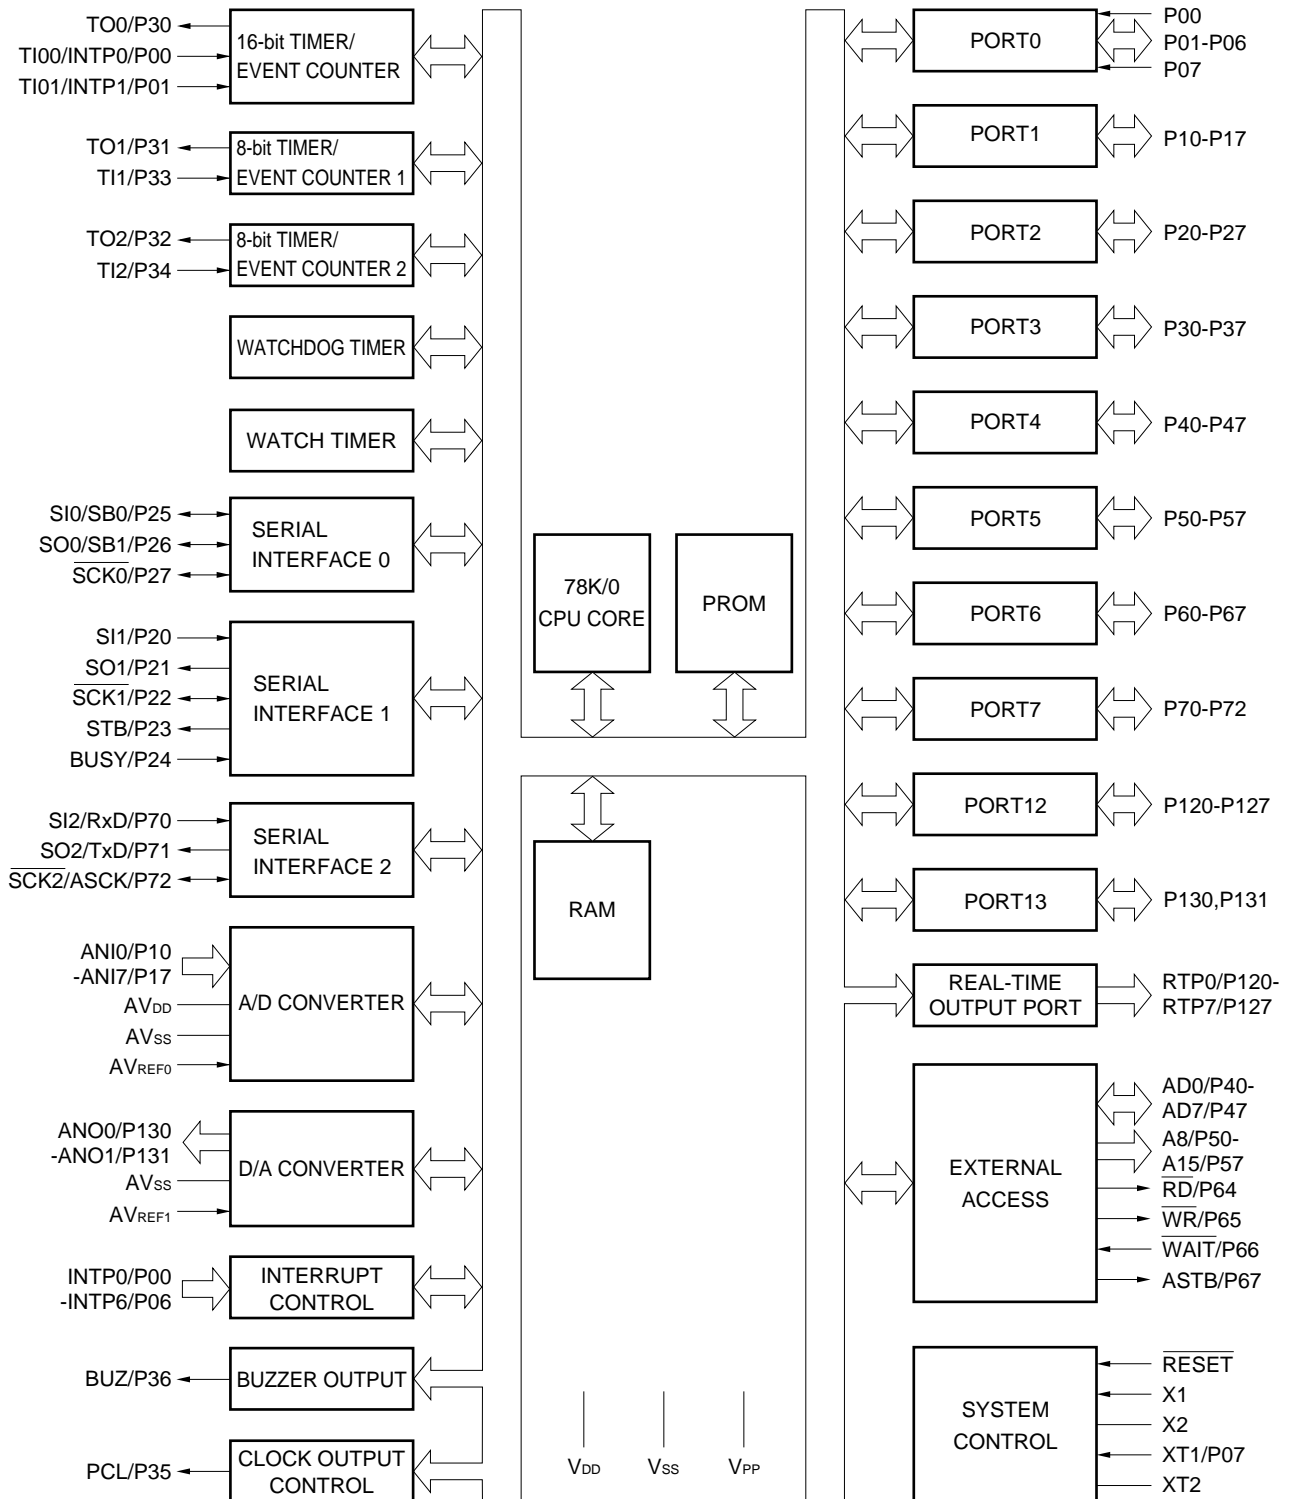 TO0/P30
TI00/INTP0/P00
TI01/INTP1/P01
16-bit TIMER/
EVENT COUNTER
TO1/P31
TI1/P33
8-bit TIMER/
EVENT COUNTER 1
TO2/P32
TI2/P34
8-bit TIMER/
EVENT COUNTER 2
WATCHDOG TIMER
WATCH TIMER
SI0/SB0/P25
SO0/SB1/P26
SCK0/P27
SERIAL
INTERFACE 0
SI1/P20
SO1/P21
SCK1/P22
STB/P23
BUSY/P24
SERIAL
INTERFACE 1
SI2/RxD/P70
SO2/TxD/P71
SCK2/ASCK/P72
SERIAL
INTERFACE 2
ANI0/P10
-ANI7/P17
AVDD
AVSS
AVREF0
A/D CONVERTER
ANO0/P130
-ANO1/P131
AVSS
AVREF1
D/A CONVERTER
INTP0/P00
-INTP6/P06
INTERRUPT
CONTROL
BUZ/P36
BUZZER OUTPUT
PCL/P35
CLOCK OUTPUT
CONTROL
78K/0
CPU CORE
PROM
RAM
VDD
VSS
VPP
PORT0
P00
P01-P06
P07
PORT1
P10-P17
PORT2
P20-P27
PORT3
P30-P37
PORT4
P40-P47
PORT5
P50-P57
PORT6
P60-P67
PORT7
P70-P72
PORT12
P120-P127
PORT13
P130,P131
REAL-TIME
OUTPUT PORT
RTP0/P120-
RTP7/P127
EXTERNAL
ACCESS
AD0/P40-
AD7/P47
A8/P50-
A15/P57
RD/P64
WR/P65
WAIT/P66
ASTB/P67
SYSTEM
CONTROL
RESET
X1
X2
XT1/P07
XT2